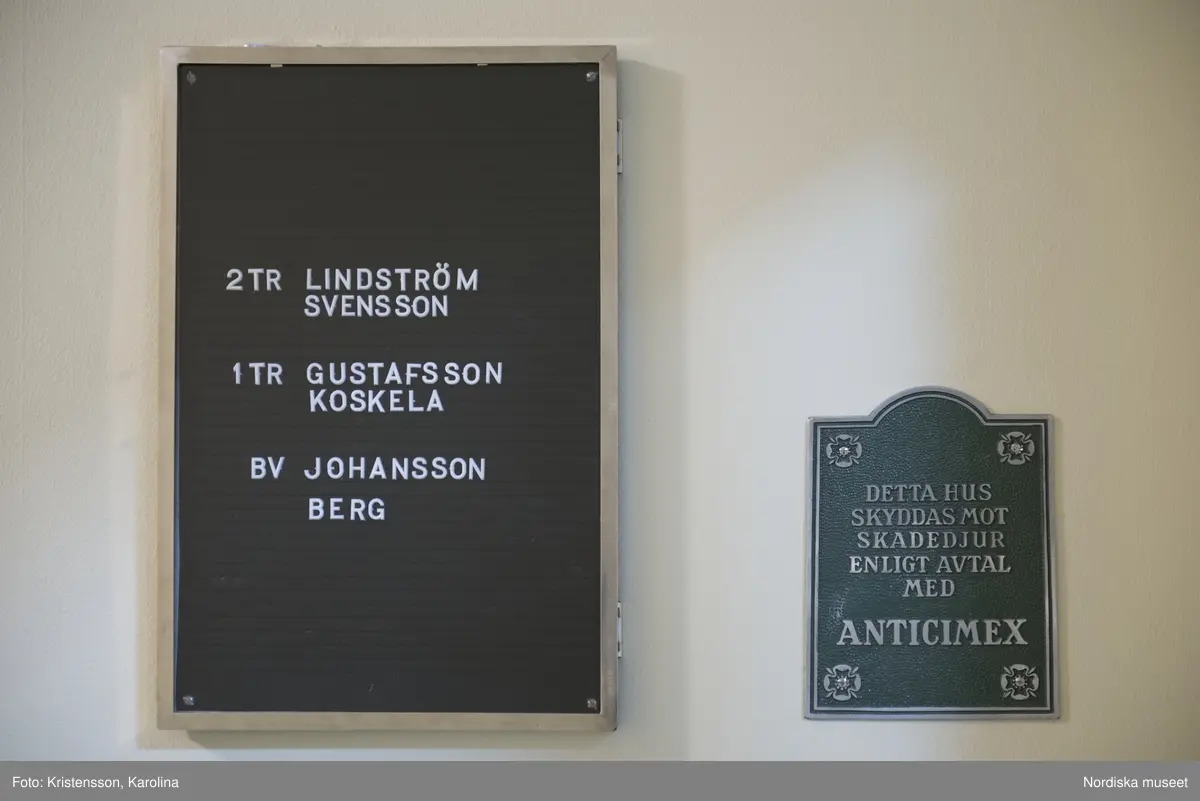 2TR LINDSTRÖM
SVENSSON
1TR GUSTAFSSON
KOSKELA
BV JOHANSSON
BERG
DETTA HUS
SKYDDAS MOT
SKADEDJUR
ENLIGT AVTAL
MED
ANTICIMEX
Foto: Kristensson, Karolina
Nordiska museet